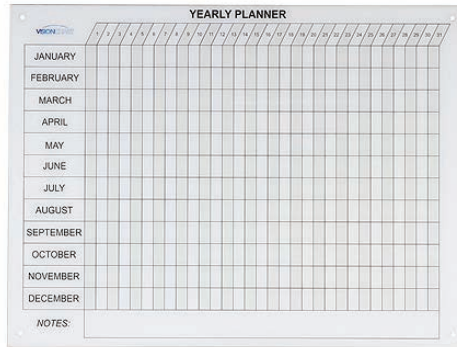 YEARLY PLANNER
VISION
1 2 3 4 5 6 7 8 9 10 11 12 13 14 15 16 17 18 19 20 21 22 23 24 25 26 27 28 29 30 31
JANUARY
FEBRUARY
MARCH
APRIL
MAY
JUNE
JULY
AUGUST
SEPTEMBER
OCTOBER
NOVEMBER
DECEMBER
NOTES: